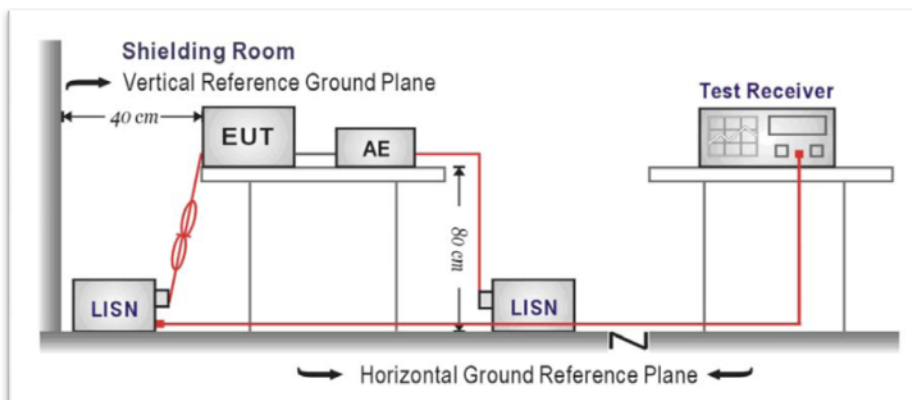 Shielding Room
Vertical Reference Ground Plane
Test Receiver
40 cm
EUT
AE
80 cm
LISN
LISN
Horizontal Ground Reference Plane